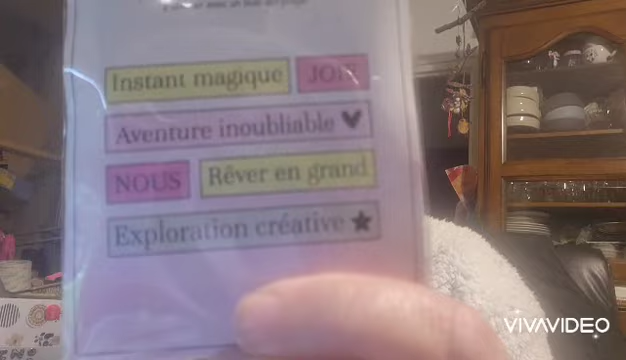 Instant magique JOIE
Aventure inoubliable
NOUS Rêver en grand
Exploration créative
VIVAVIDEO